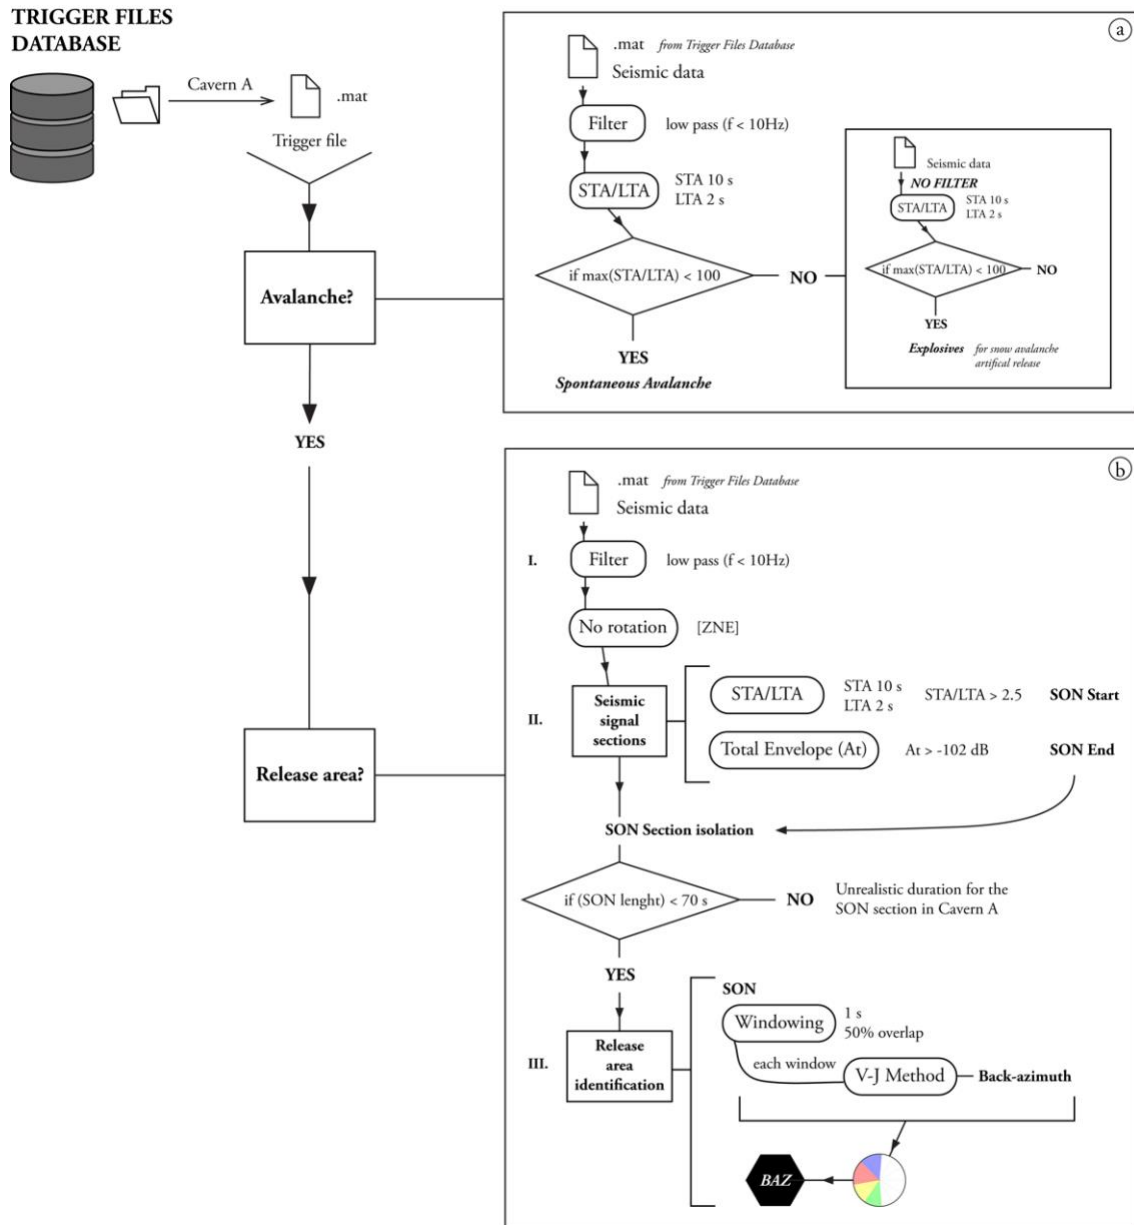 TRIGGER FILES
DATABASE
Cavern A
.mat
Trigger file
Avalanche?
YES
Release area?
a
.mat from Trigger Files Database
Seismic data
Filter low pass (f < 10Hz)
STA/LTA STA 10 s
LTA 2 s
if max(STA/LTA) < 100 NO
YES
Spontaneous Avalanche
Seismic data
NO FILTER
STA/LTA STA 10 s
LTA 2 s
if max(STA/LTA) < 100 NO
YES
Explosives for snow avalanche
artifical release
b
.mat from Trigger Files Database
Seismic data
I. Filter low pass (f < 10Hz)
No rotation [ZNE]
II. Seismic
signal
sections
STA/LTA STA 10 s STA/LTA > 2.5 SON Start
LTA 2 s
Total Envelope (At) At > -102 dB SON End
SON Section isolation
if (SON lenght) < 70 s NO Unrealistic duration for the
SON section in Cavern A
YES
III. Release
area
identification
SON
Windowing 1 s
50% overlap
each window
V-J Method Back-azimuth
BAZ